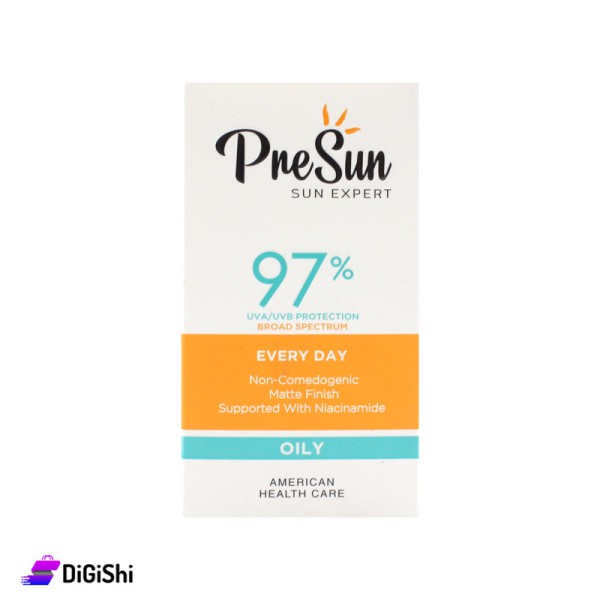 PreSun
SUN EXPERT
97%
UVA/UVB PROTECTION
BROAD SPECTRUM
EVERY DAY
Non-Comedogenic
Matte Finish
Supported With Niacinamide
OILY
AMERICAN
HEALTH CARE
DiGiShi